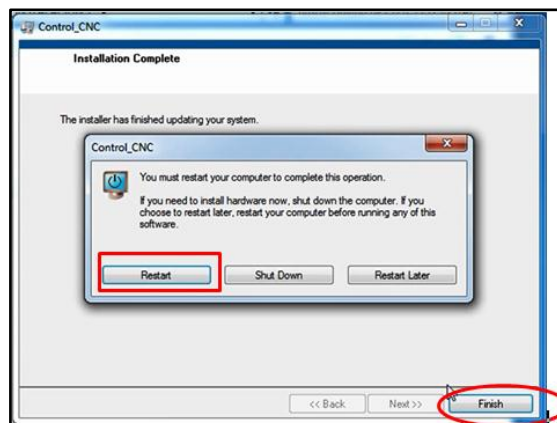 Control_CNC
Installation Complete
The installer has finished updating your system.
Control_CNC
You must restart your computer to complete this operation.
If you need to install hardware now, shut down the computer. If you
choose to restart later, restart your computer before running any of this
software.
Restart Shut Down Restart Later
<< Back Next >> Finish